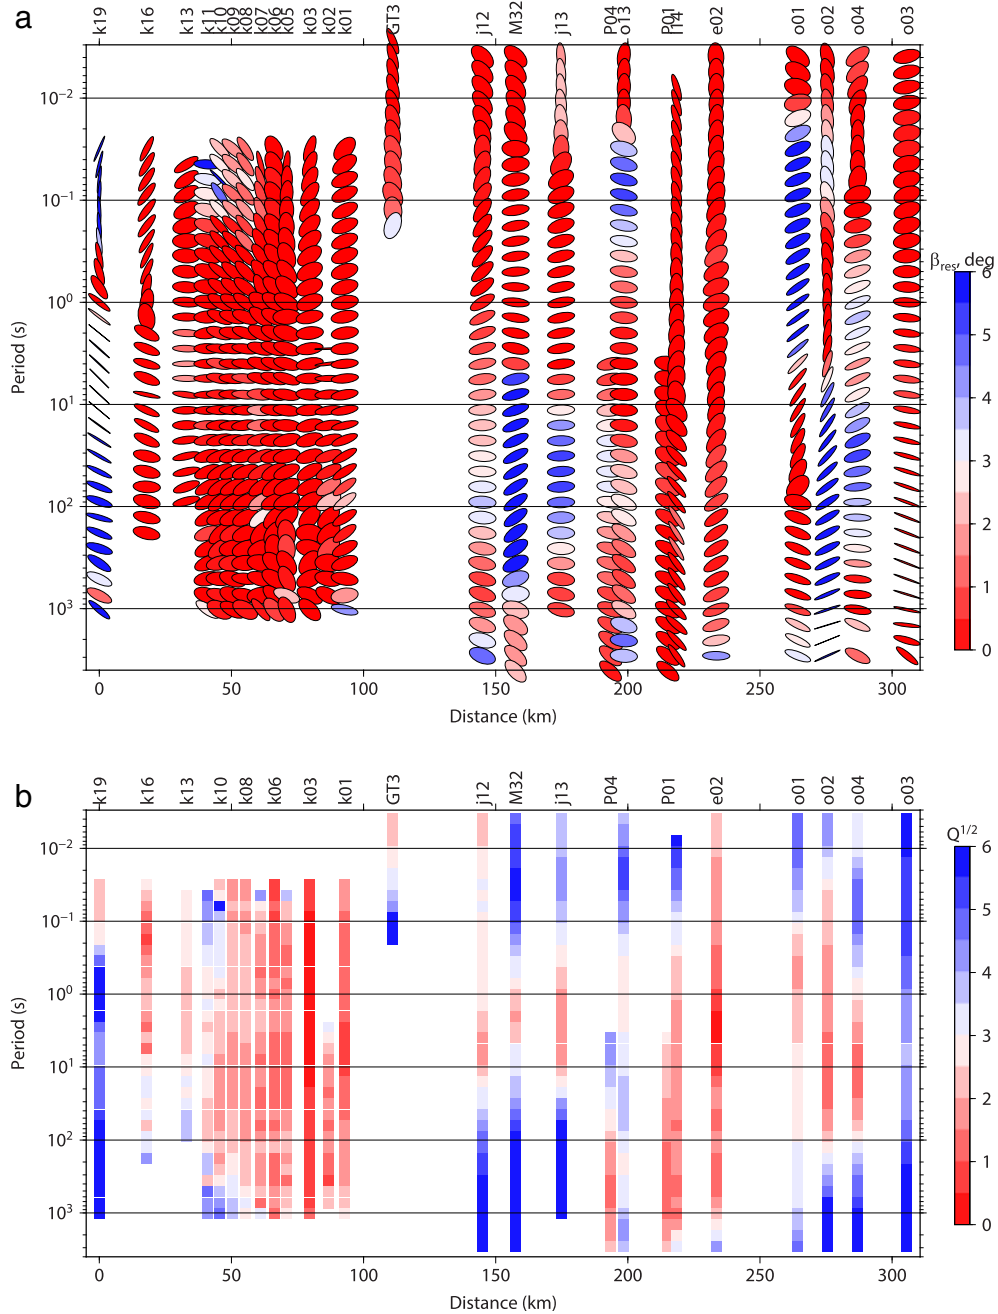 a
k19 k16 k13 k11 k10 k09 k08 k07 k06 k05 k03 k02 k01 GT3 j12 M32 j13 P04 o13 P01 e02 o01 o02 o04 o03
10⁻²
10⁻¹
10⁰
10¹
10²
10³
Period (s)
0 50 100 150 200 250 300
Distance (km)
βres, deg
6
5
4
3
2
1
0
b
k19 k16 k13 k10 k08 k06 k03 k01 GT3 j12 M32 j13 P04 P01 e02 o01 o02 o04 o03
10⁻²
10⁻¹
10⁰
10¹
10²
10³
Period (s)
0 50 100 150 200 250 300
Distance (km)
Q¹/²
6
5
4
3
2
1
0